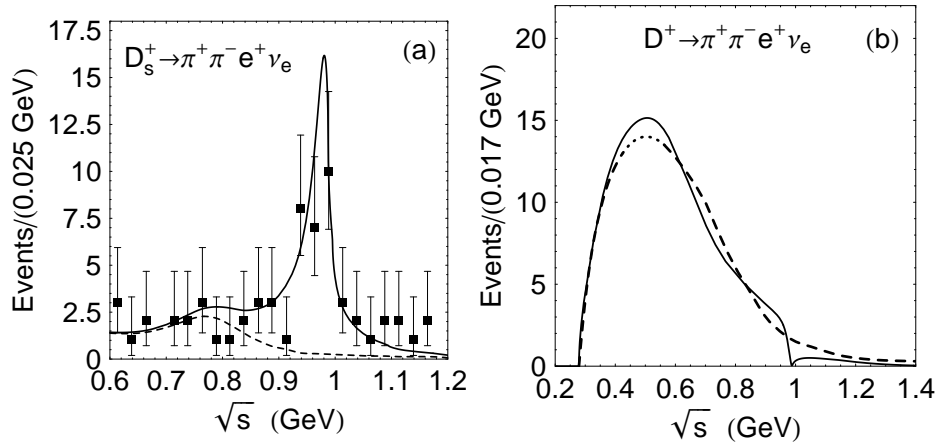 17.5
15
12.5
10
7.5
5
2.5
0
Events/(0.025 GeV)
D_s^+→π^+π^-e^+ν_e
(a)
0.6 0.7 0.8 0.9 1 1.1 1.2
√s (GeV)
20
15
10
5
0
Events/(0.017 GeV)
D^+→π^+π^-e^+ν_e
(b)
0.2 0.4 0.6 0.8 1 1.2 1.4
√s (GeV)